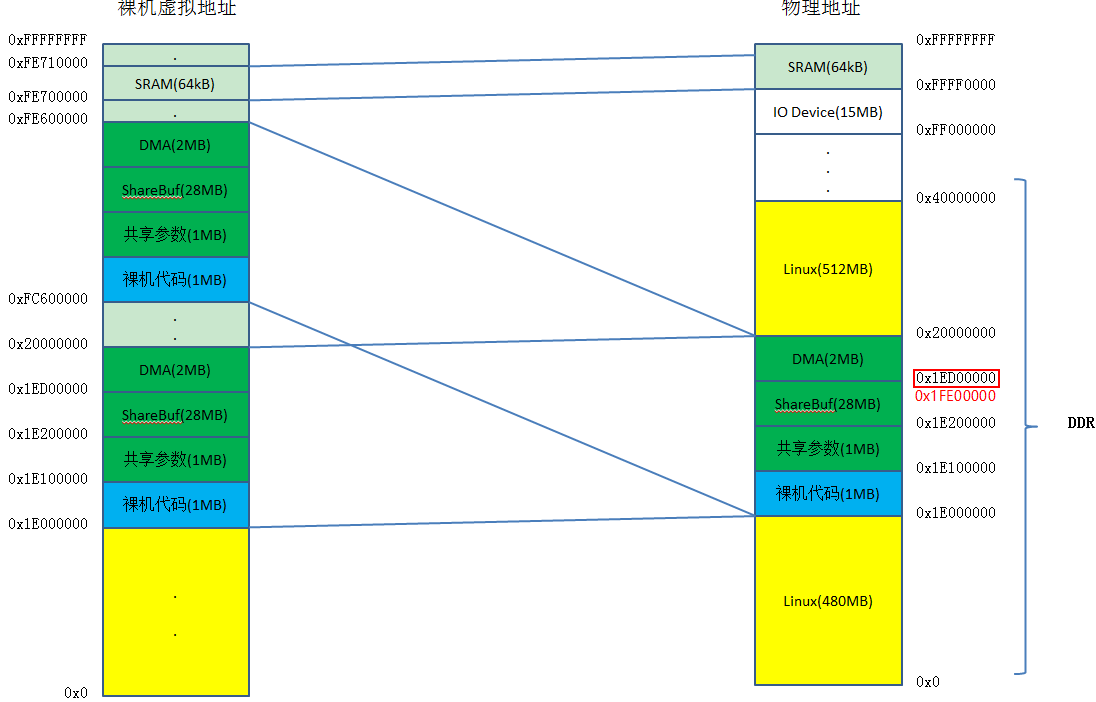 裸机虚拟地址
0xFFFFFFFF
.
0xFE710000
SRAM(64kB)
0xFE700000
.
0xFE600000
DMA(2MB)
ShareBuf(28MB)
共享参数(1MB)
裸机代码(1MB)
0xFC600000
.
.
0x20000000
DMA(2MB)
0x1ED00000
ShareBuf(28MB)
0x1E200000
共享参数(1MB)
0x1E100000
裸机代码(1MB)
0x1E000000
.
.
0x0
物理地址
0xFFFFFFFF
SRAM(64kB)
0xFFFF0000
IO Device(15MB)
0xFF000000
.
.
.
0x40000000
Linux(512MB)
0x20000000
DMA(2MB)
0x1ED00000
0x1FE00000
ShareBuf(28MB)
0x1E200000
共享参数(1MB)
0x1E100000
裸机代码(1MB)
0x1E000000
Linux(480MB)
0x0
DDR